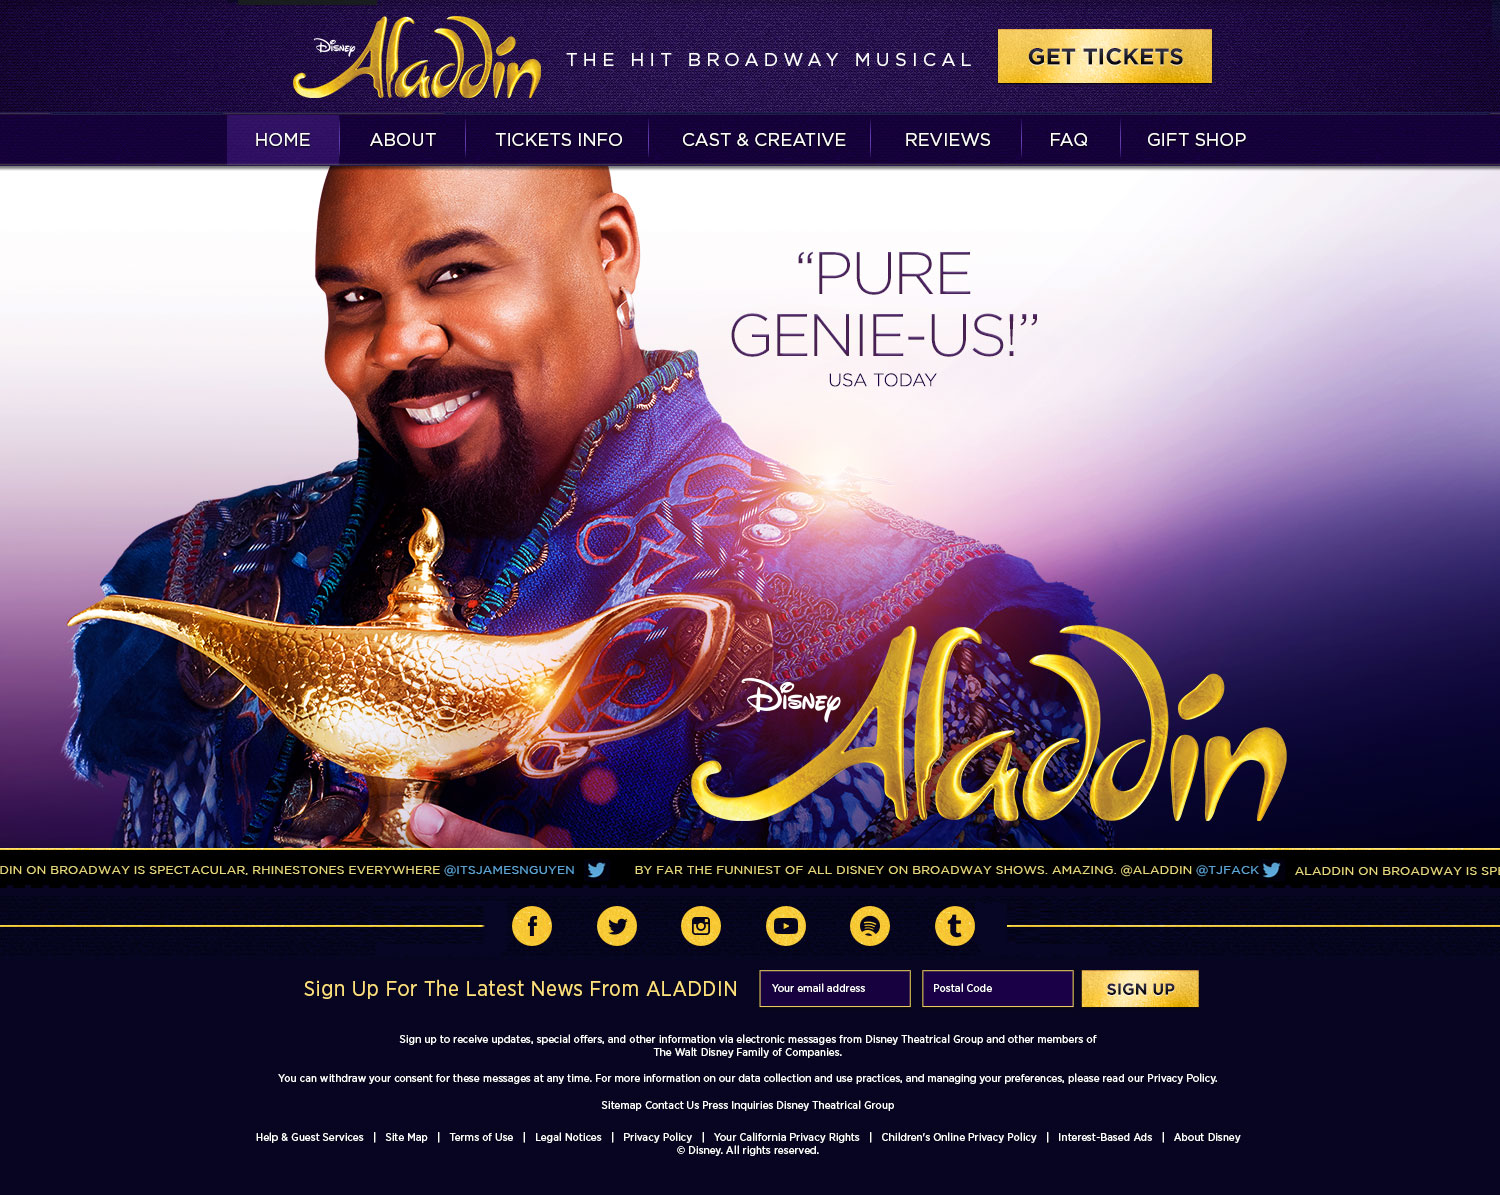 Disney Aladdin
THE HIT BROADWAY MUSICAL
GET TICKETS
HOME
ABOUT
TICKETS INFO
CAST & CREATIVE
REVIEWS
FAQ
GIFT SHOP
“PURE
GENIE-US!”
USA TODAY
Disney Aladdin
DIN ON BROADWAY IS SPECTACULAR, RHINESTONES EVERYWHERE @ITSJAMESNGUYEN BY FAR THE FUNNIEST OF ALL DISNEY ON BROADWAY SHOWS. AMAZING. @ALADDIN @TJFACK ALADDIN ON BROADWAY IS SPE
Sign Up For The Latest News From ALADDIN
Your email address
Postal Code
SIGN UP
Sign up to receive updates, special offers, and other information via electronic messages from Disney Theatrical Group and other members of
The Walt Disney Family of Companies.
You can withdraw your consent for these messages at any time. For more information on our data collection and use practices, and managing your preferences, please read our Privacy Policy.
Sitemap Contact Us Press Inquiries Disney Theatrical Group
Help & Guest Services | Site Map | Terms of Use | Legal Notices | Privacy Policy | Your California Privacy Rights | Children's Online Privacy Policy | Interest-Based Ads | About Disney
© Disney. All rights reserved.